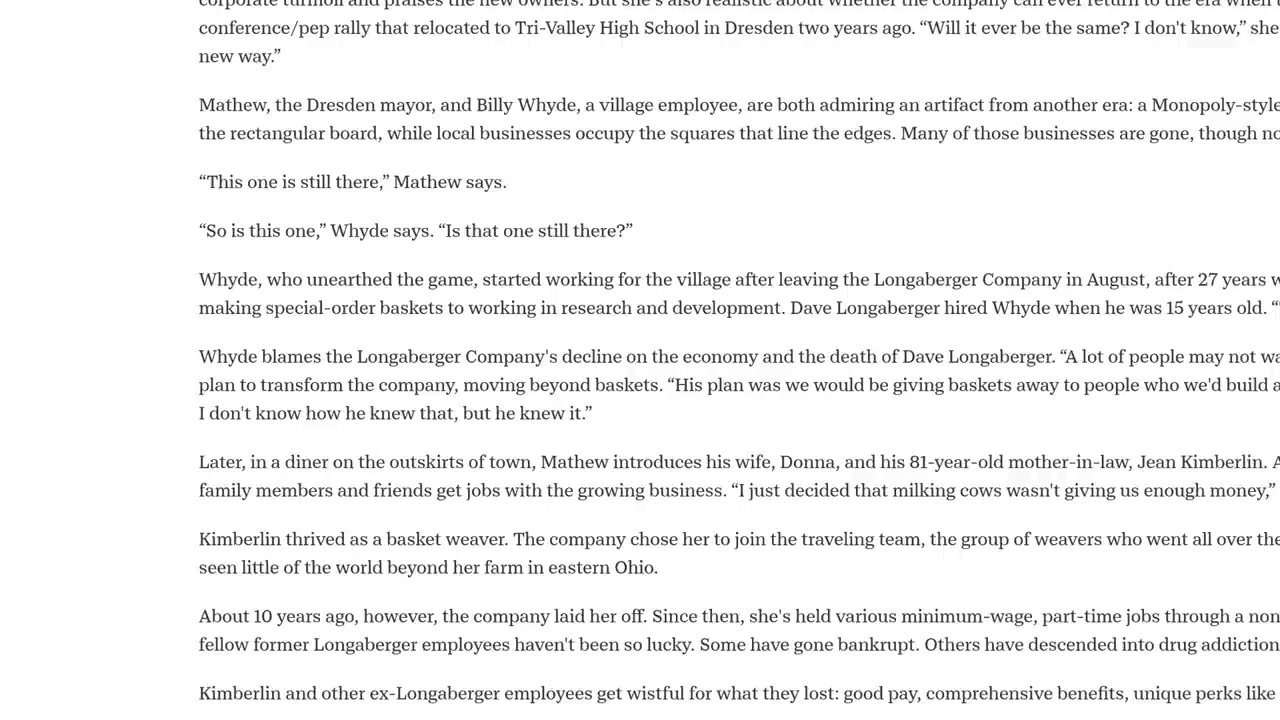 corporate turmoil and praises the new owners. But she's also realistic about whether the company can ever return to the era when
conference/pep rally that relocated to Tri-Valley High School in Dresden two years ago. “Will it ever be the same? I don't know,” she
new way.”
Mathew, the Dresden mayor, and Billy Whyde, a village employee, are both admiring an artifact from another era: a Monopoly-style
the rectangular board, while local businesses occupy the squares that line the edges. Many of those businesses are gone, though no
“This one is still there,” Mathew says.
“So is this one,” Whyde says. “Is that one still there?”
Whyde, who unearthed the game, started working for the village after leaving the Longaberger Company in August, after 27 years w
making special-order baskets to working in research and development. Dave Longaberger hired Whyde when he was 15 years old. “
Whyde blames the Longaberger Company's decline on the economy and the death of Dave Longaberger. “A lot of people may not wa
plan to transform the company, moving beyond baskets. “His plan was we would be giving baskets away to people who we'd build a
I don't know how he knew that, but he knew it.”
Later, in a diner on the outskirts of town, Mathew introduces his wife, Donna, and his 81-year-old mother-in-law, Jean Kimberlin. A
family members and friends get jobs with the growing business. “I just decided that milking cows wasn't giving us enough money,”
Kimberlin thrived as a basket weaver. The company chose her to join the traveling team, the group of weavers who went all over the
seen little of the world beyond her farm in eastern Ohio.
About 10 years ago, however, the company laid her off. Since then, she's held various minimum-wage, part-time jobs through a non
fellow former Longaberger employees haven't been so lucky. Some have gone bankrupt. Others have descended into drug addiction
Kimberlin and other ex-Longaberger employees get wistful for what they lost: good pay, comprehensive benefits, unique perks like